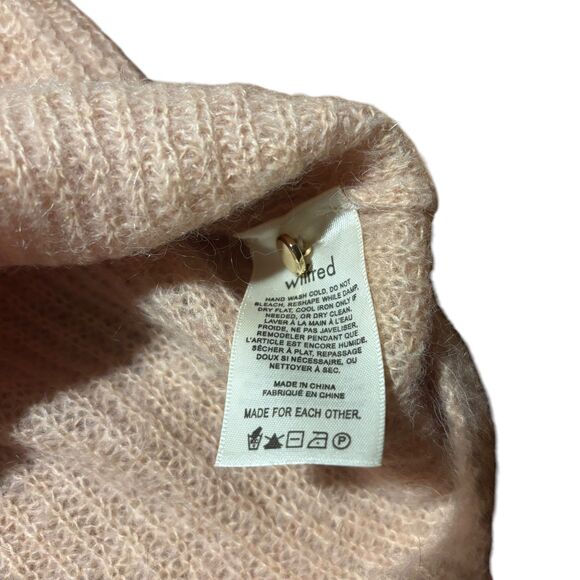 wilfred
HAND WASH COLD, DO NOT
BLEACH, RESHAPE WHILE DAMP,
DRY FLAT, COOL IRON ONLY IF
NEEDED, OR DRY CLEAN.
LAVER À LA MAIN À L'EAU
FROIDE, NE PAS JAVELISER,
REMODELER PENDANT QUE
L'ARTICLE EST ENCORE HUMIDE,
SÉCHER À PLAT, REPASSAGE
DOUX SI NÉCESSAIRE, OU
NETTOYER À SEC.
MADE IN CHINA
FABRIQUÉ EN CHINE
MADE FOR EACH OTHER.
P